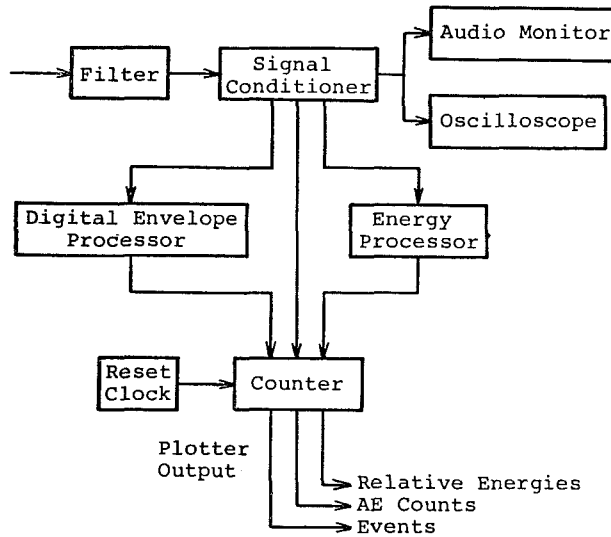 Filter
Signal
Conditioner
Audio Monitor
Oscilloscope
Digital Envelope
Processor
Energy
Processor
Reset
Clock
Counter
Plotter
Output
Relative Energies
AE Counts
Events